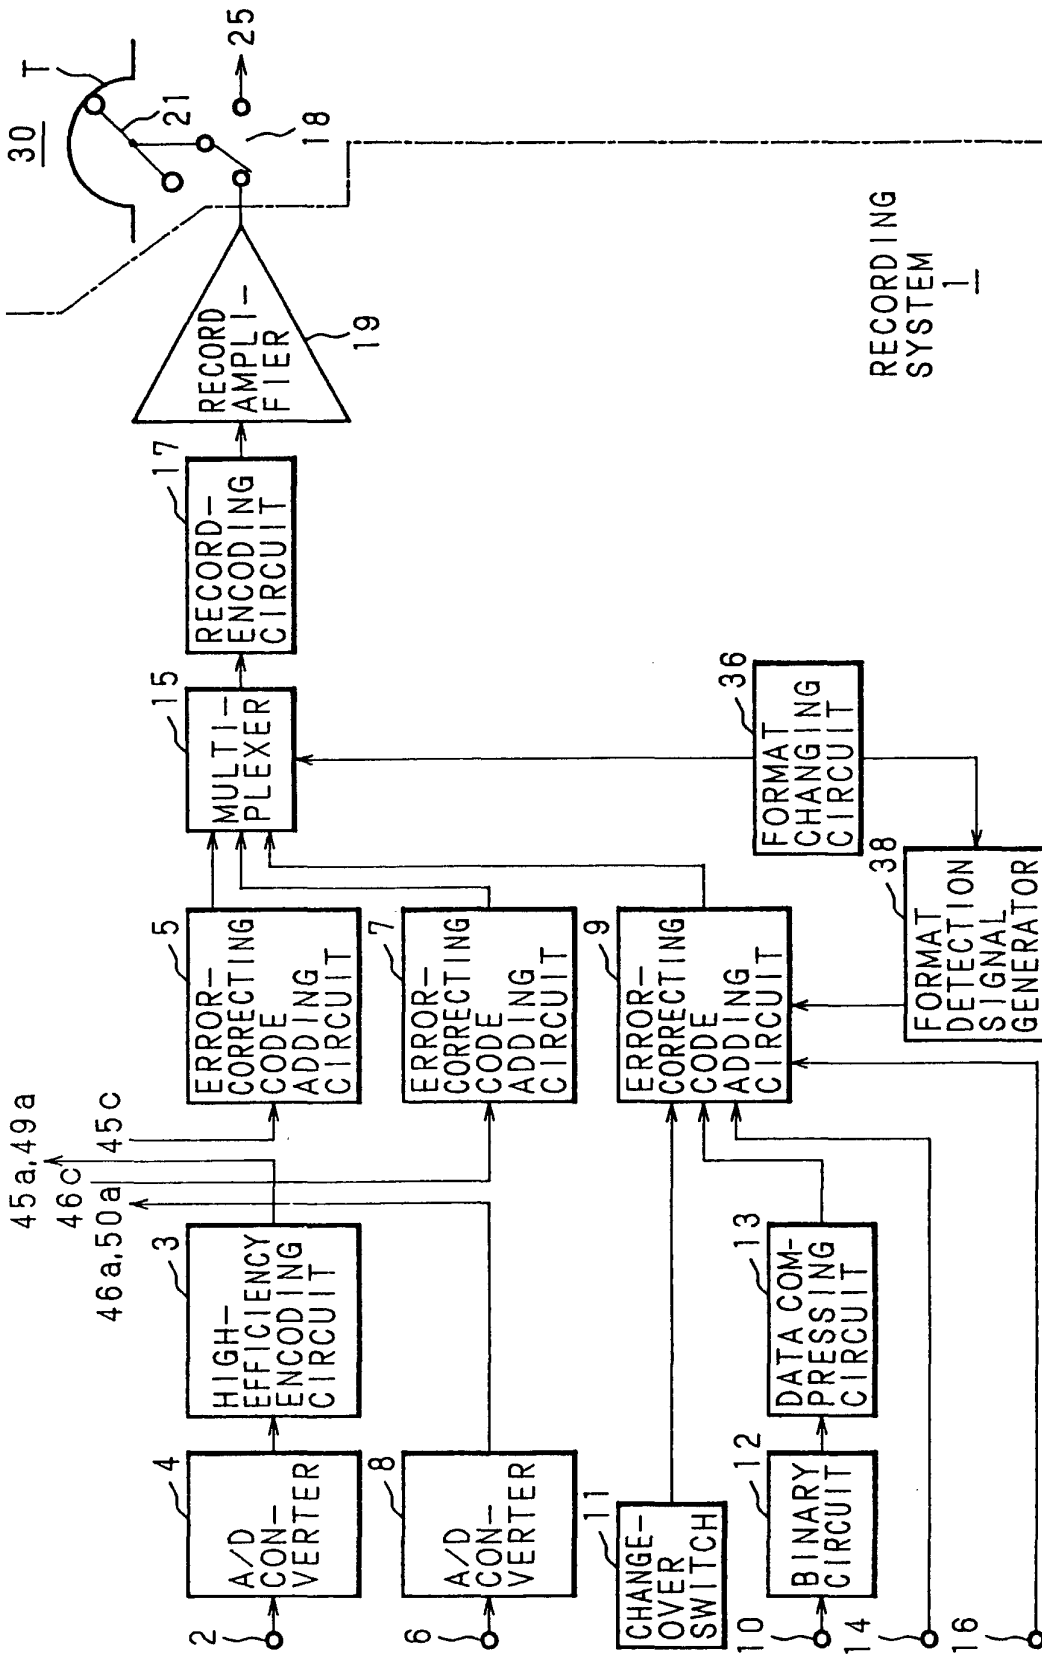 30
T
21
25
18
19
RECORD
AMPLI-
FIER
RECORDING
SYSTEM
1
17
RECORD-
ENCODING
CIRCUIT
15
MULTI-
PLEXER
36
FORMAT
CHANGING
CIRCUIT
38
FORMAT
DETECTION
SIGNAL
GENERATOR
5
ERROR-
CORRECTING
CODE
ADDING
CIRCUIT
7
ERROR-
CORRECTING
CODE
ADDING
CIRCUIT
9
ERROR-
CORRECTING
CODE
ADDING
CIRCUIT
45a,49a
45c
46c
46a,50a
3
HIGH-
EFFICIENCY
ENCODING
CIRCUIT
13
DATA COM-
PRESSING
CIRCUIT
4
A/D
CON-
VERTER
8
A/D
CON-
VERTER
11
CHANGE-
OVER
SWITCH
12
BINARY
CIRCUIT
2
6
10
14
16